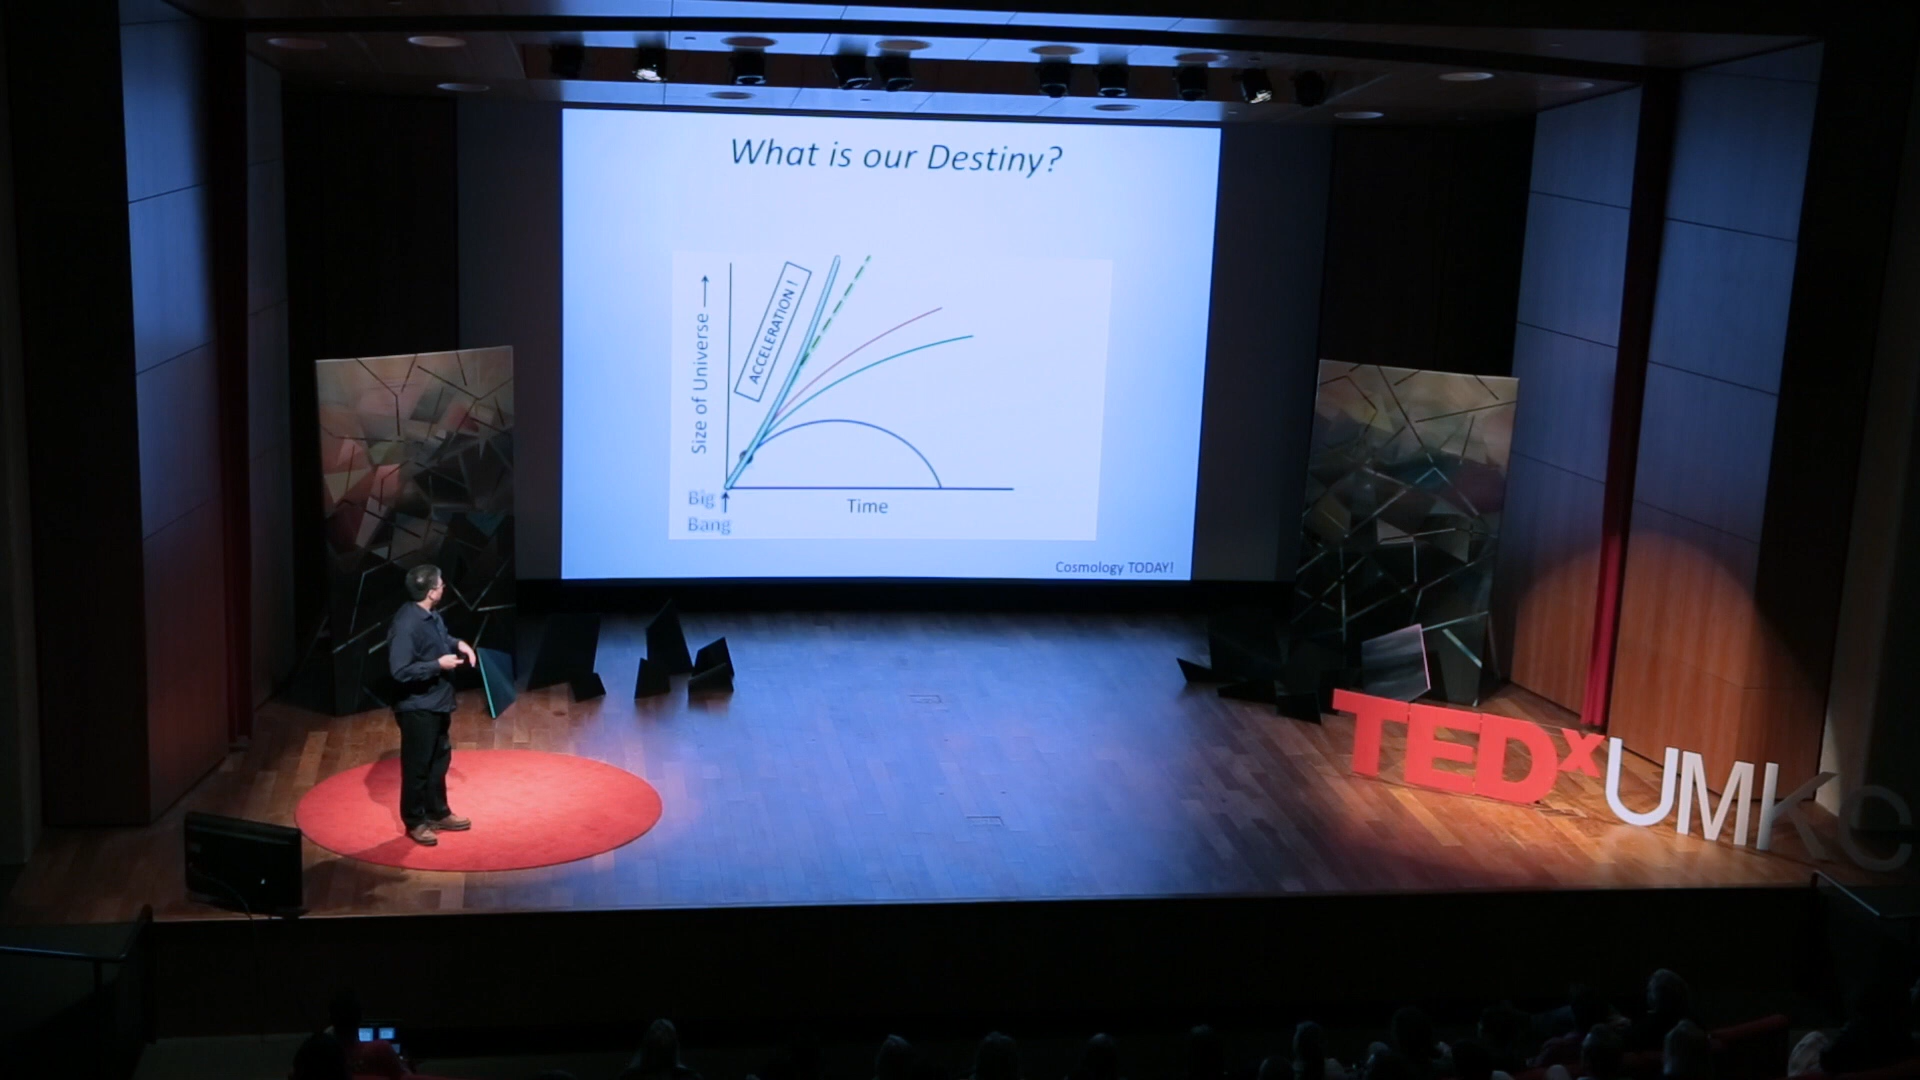 What is our Destiny?
ACCELERATION !
Size of Universe
Big
Bang
Time
Cosmology TODAY!
TEDxUMKC